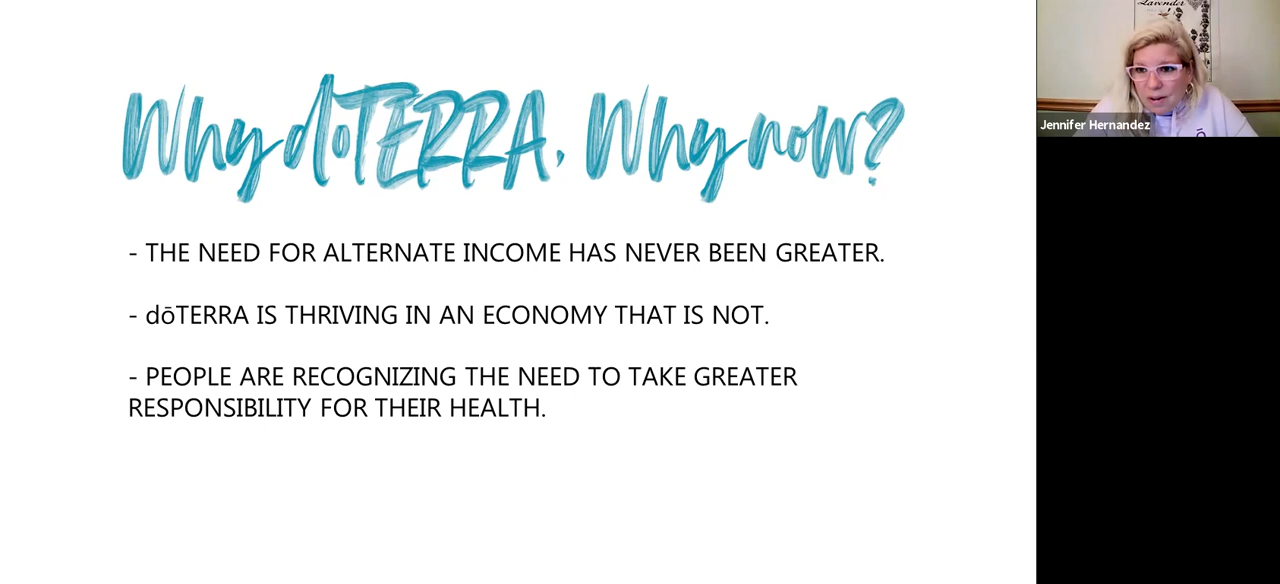 Why dōTERRA, Why now?
- THE NEED FOR ALTERNATE INCOME HAS NEVER BEEN GREATER.
- dōTERRA IS THRIVING IN AN ECONOMY THAT IS NOT.
- PEOPLE ARE RECOGNIZING THE NEED TO TAKE GREATER
RESPONSIBILITY FOR THEIR HEALTH.
Lavender
Jennifer Hernandez